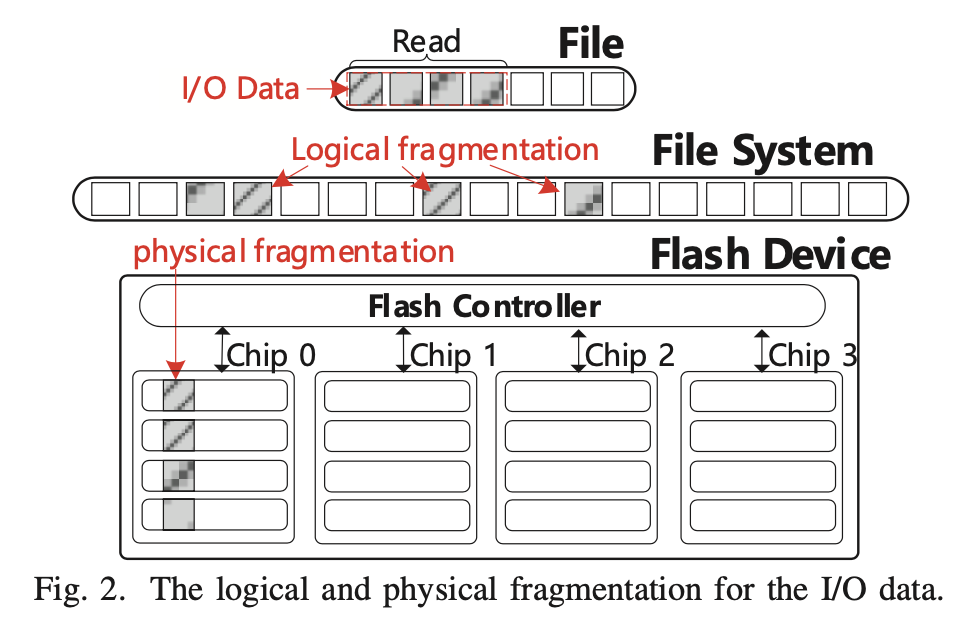 Read
File
I/O Data
Logical fragmentation
File System
physical fragmentation
Flash Device
Flash Controller
Chip 0
Chip 1
Chip 2
Chip 3
Fig. 2. The logical and physical fragmentation for the I/O data.